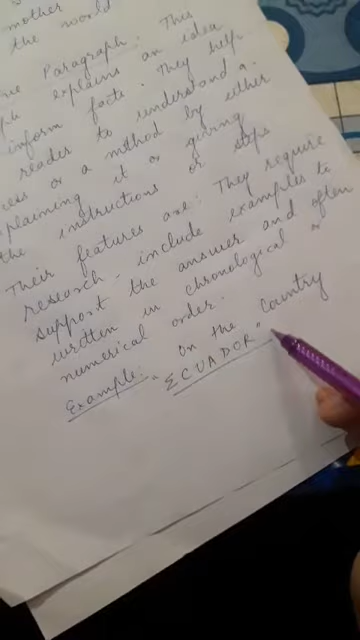 mother
the world
Paragraph. This
explains an idea
inform facts. They help
reader to understand a
or a method by either
explaining it or giving
the instructions or steps
Their features are: They require
research, include examples to
support the answer and often
written in chronological or
numerical order.
Example: "On the Country
ECUADOR"